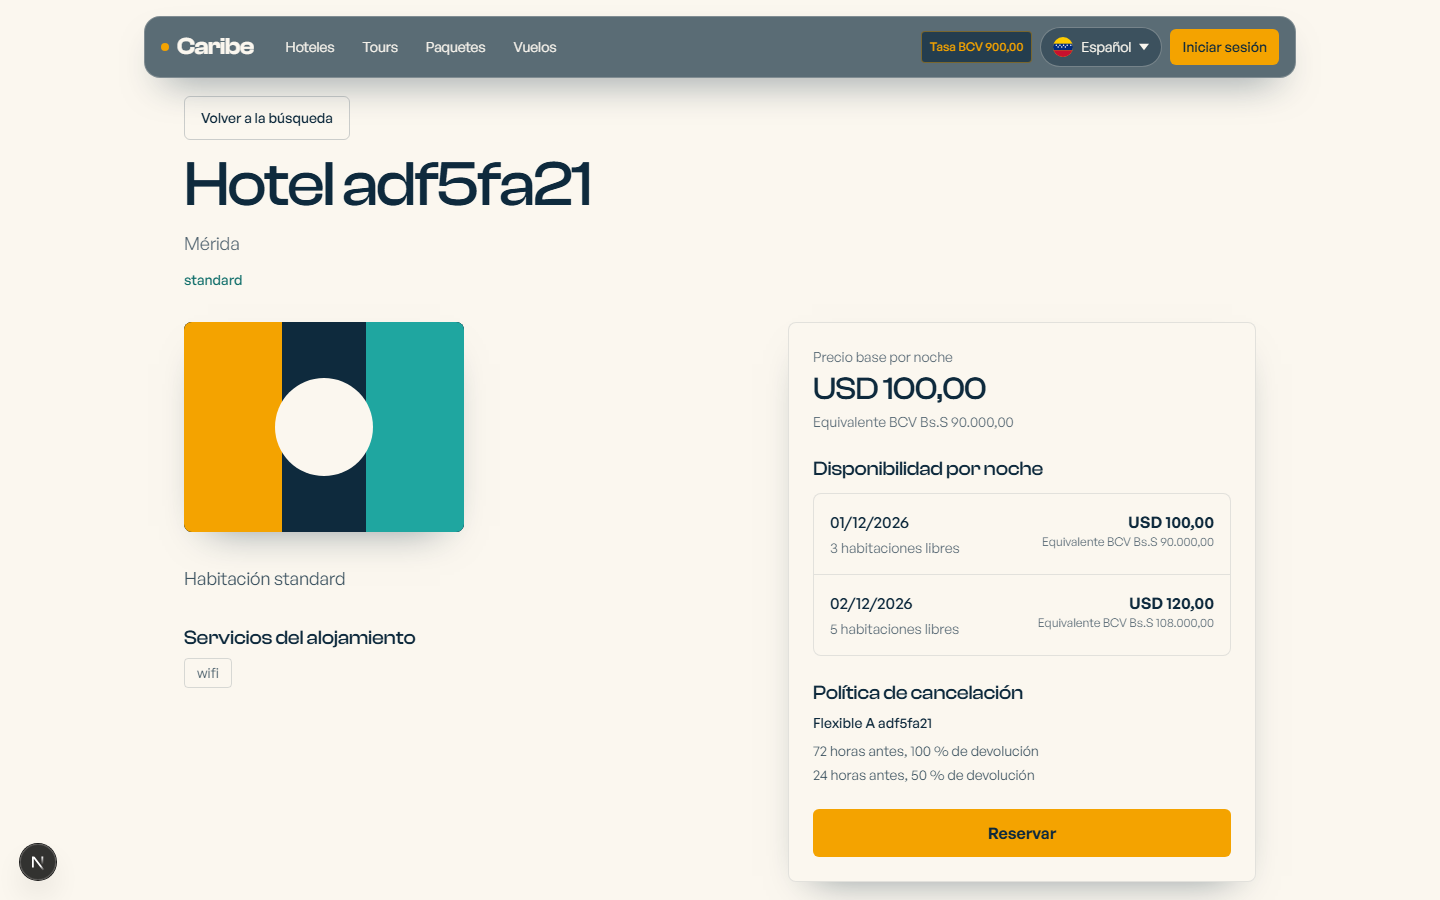 Caribe
Hoteles
Tours
Paquetes
Vuelos
Tasa BCV 900,00
Español
Iniciar sesión
Volver a la búsqueda
Hotel adf5fa21
Mérida
standard
Habitación standard
Servicios del alojamiento
wifi
Precio base por noche
USD 100,00
Equivalente BCV Bs.S 90.000,00
Disponibilidad por noche
01/12/2026
USD 100,00
3 habitaciones libres
Equivalente BCV Bs.S 90.000,00
02/12/2026
USD 120,00
5 habitaciones libres
Equivalente BCV Bs.S 108.000,00
Política de cancelación
Flexible A adf5fa21
72 horas antes, 100 % de devolución
24 horas antes, 50 % de devolución
Reservar
N